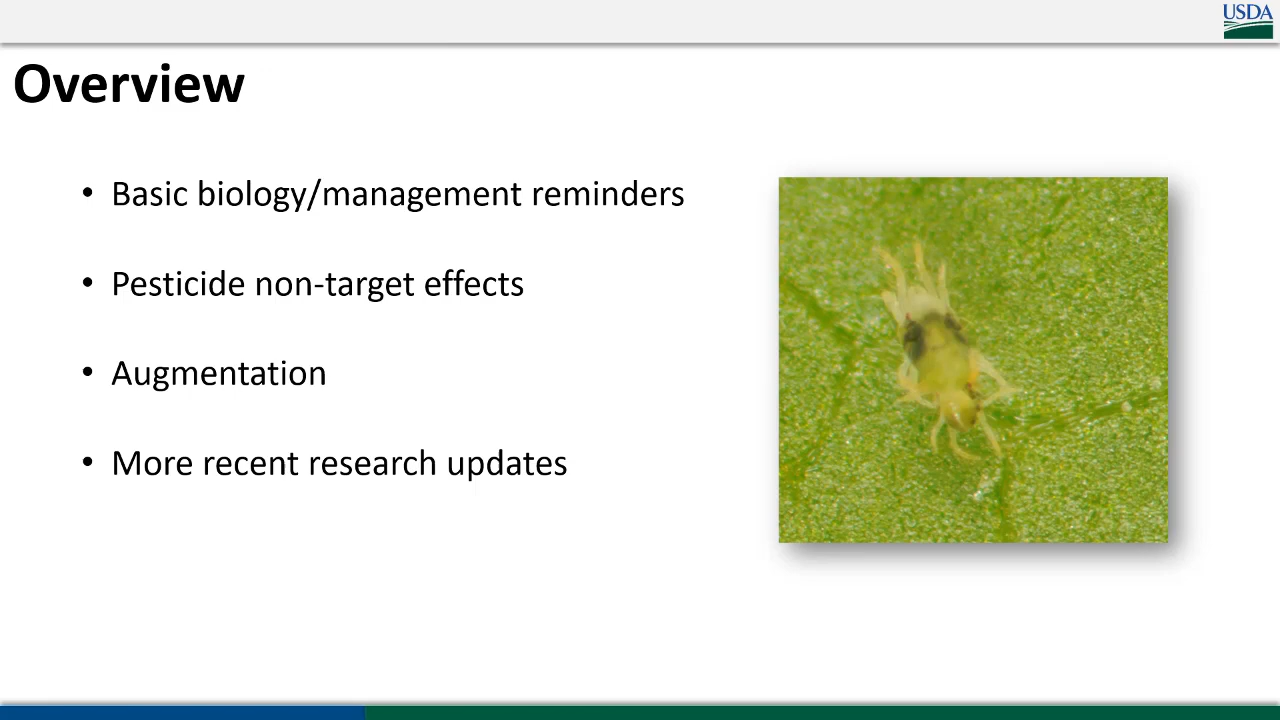 USDA
Overview
• Basic biology/management reminders
• Pesticide non-target effects
• Augmentation
• More recent research updates